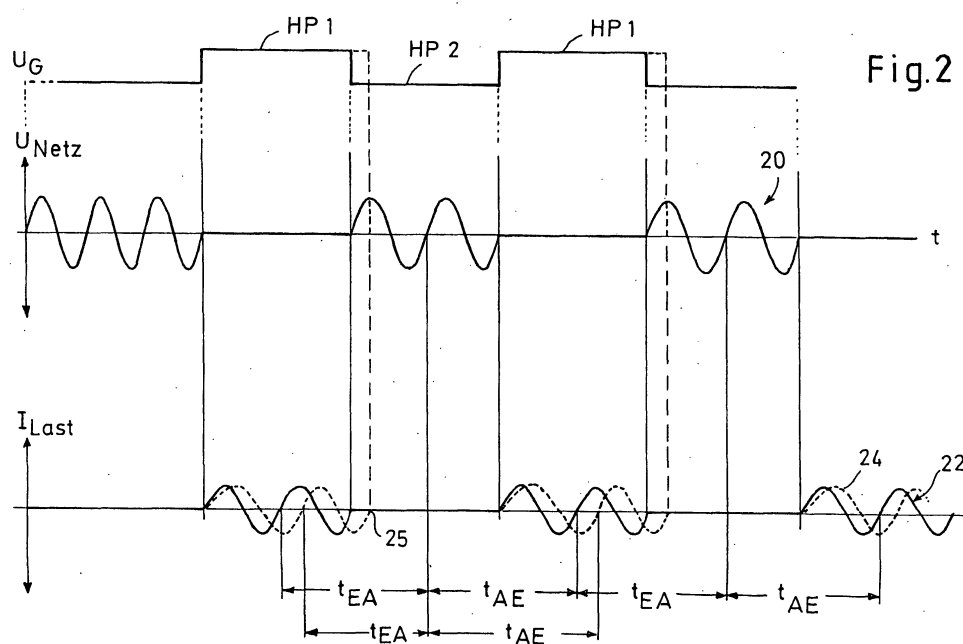 HP 1
HP 2
HP 1
Fig.2
U_G
U_Netz
20
t
I_Last
24
22
25
t_EA
t_AE
t_EA
t_AE
t_EA
t_AE